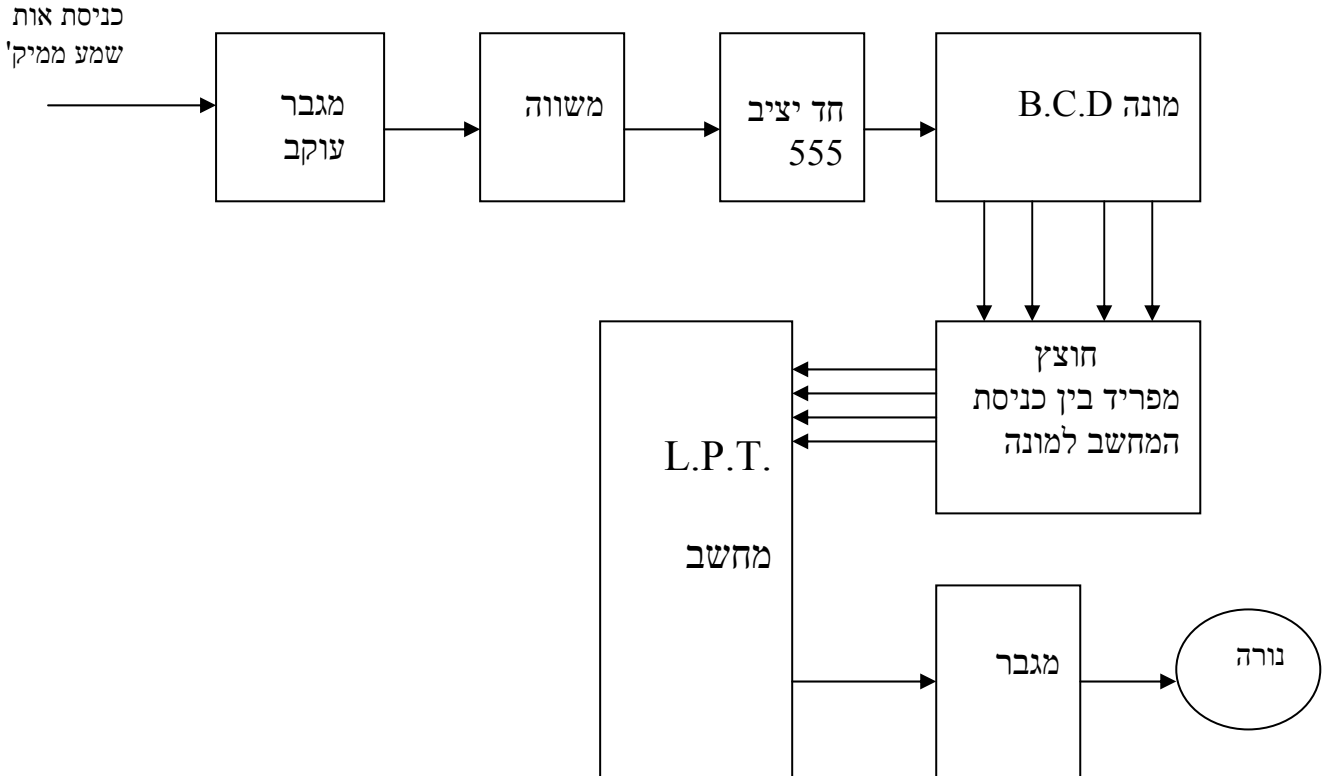 כניסת אות
שמע ממיק'
מגבר
עוקב
משווה
חד יציב
555
מונה B.C.D
חוצץ
מפריד בין כניסת
המחשב למונה
L.P.T.
מחשב
מגבר
נורה